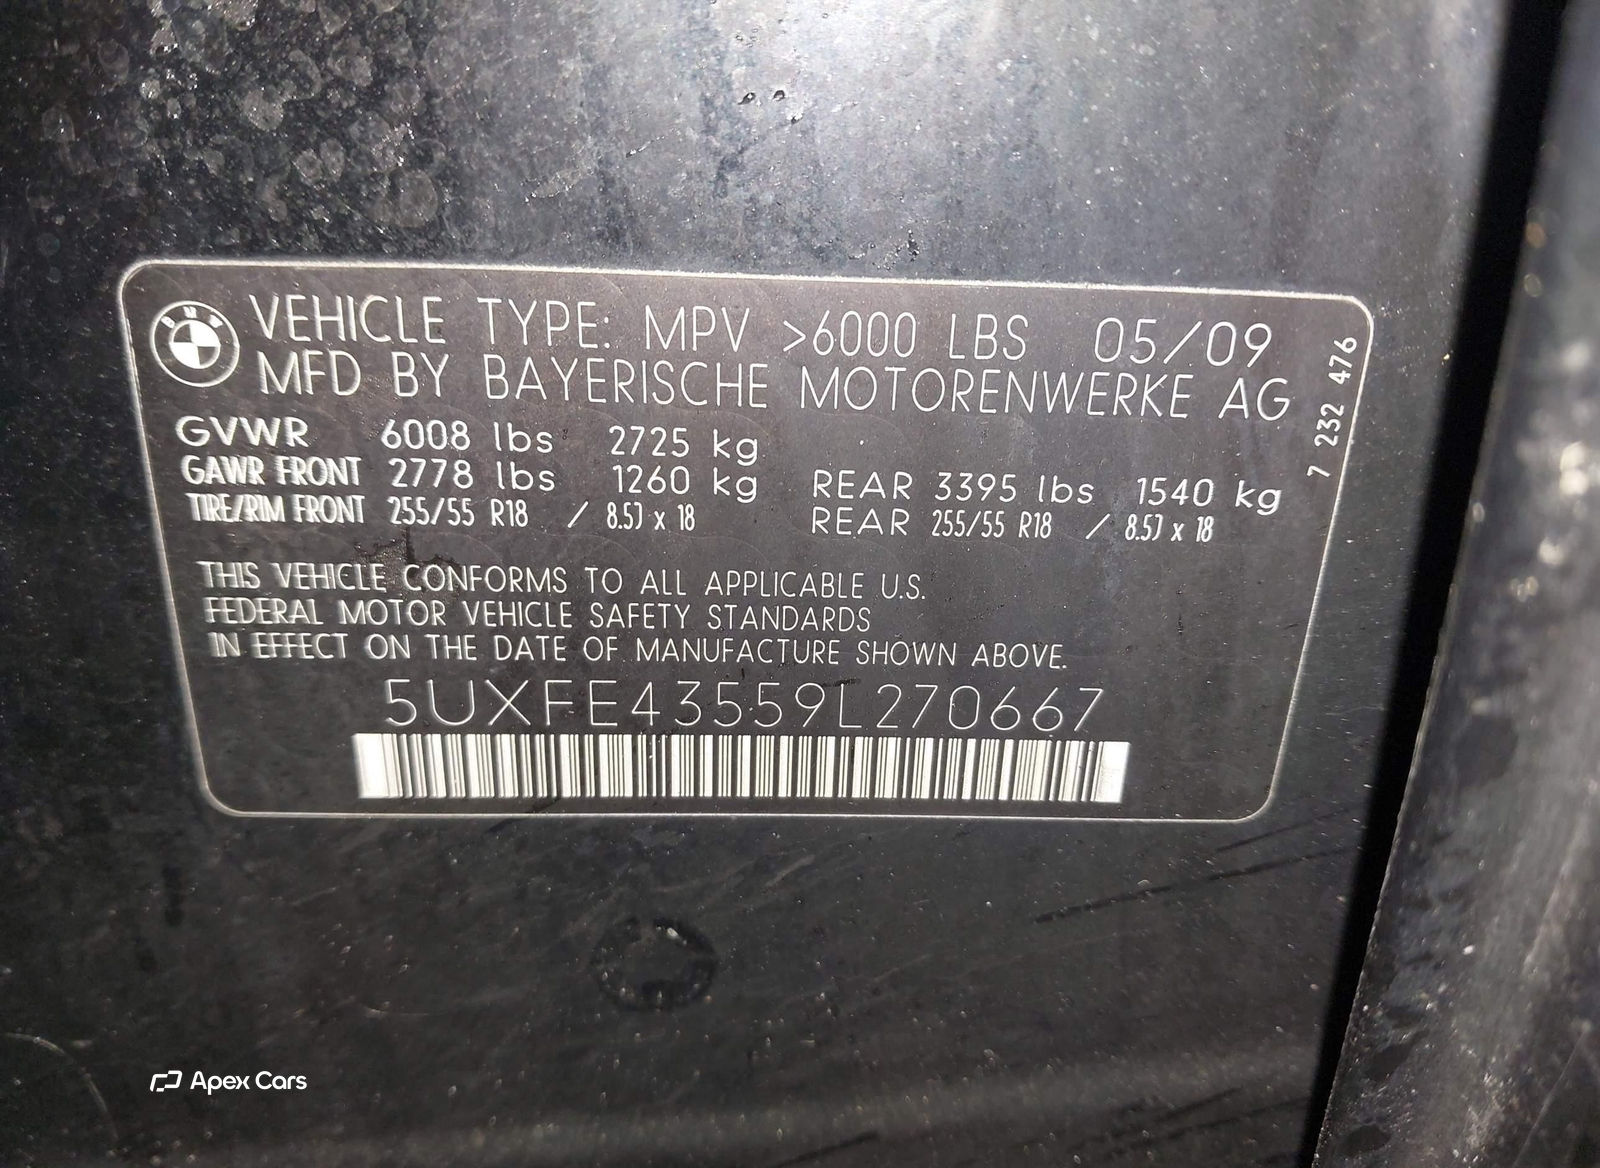 BMW
VEHICLE TYPE: MPV >6000 LBS 05/09
MFD BY BAYERISCHE MOTORENWERKE AG
GVWR 6008 lbs 2725 kg
GAWR FRONT 2778 lbs 1260 kg REAR 3395 lbs 1540 kg
TIRE/RIM FRONT 255/55 R18 / 8.5J x 18 REAR 255/55 R18 / 8.5J x 18
7 232 476
THIS VEHICLE CONFORMS TO ALL APPLICABLE U.S.
FEDERAL MOTOR VEHICLE SAFETY STANDARDS
IN EFFECT ON THE DATE OF MANUFACTURE SHOWN ABOVE.
5UXFE43559L270667
Apex Cars